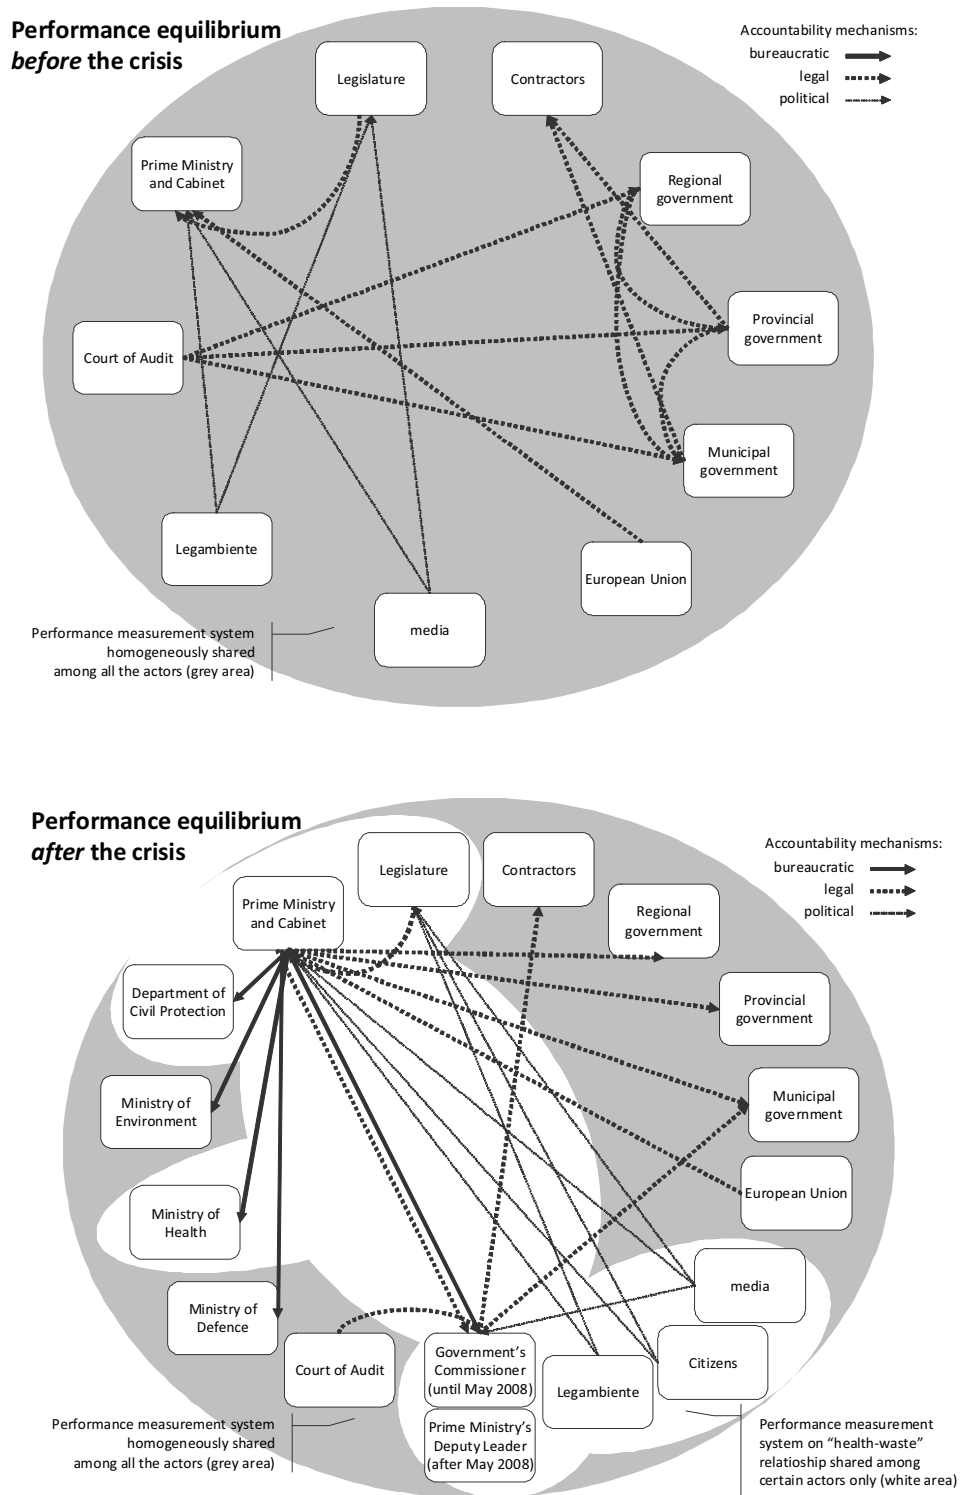 Performance equilibrium
before the crisis
Accountability mechanisms:
bureaucratic
legal
political
Legislature
Contractors
Prime Ministry
and Cabinet
Regional
government
Provincial
government
Court of Audit
Municipal
government
Legambiente
European Union
media
Performance measurement system
homogeneously shared
among all the actors (grey area)
Performance equilibrium
after the crisis
Accountability mechanisms:
bureaucratic
legal
political
Legislature
Contractors
Prime Ministry
and Cabinet
Regional
government
Department of
Civil Protection
Provincial
government
Ministry of
Environment
Municipal
government
European Union
Ministry of
Health
media
Ministry of
Defence
Court of Audit
Government's
Commissioner
(until May 2008)
Citizens
Legambiente
Prime Ministry's
Deputy Leader
(after May 2008)
Performance measurement system
homogeneously shared
among all the actors (grey area)
Performance measurement
system on “health-waste”
relatioship shared among
certain actors only (white area)